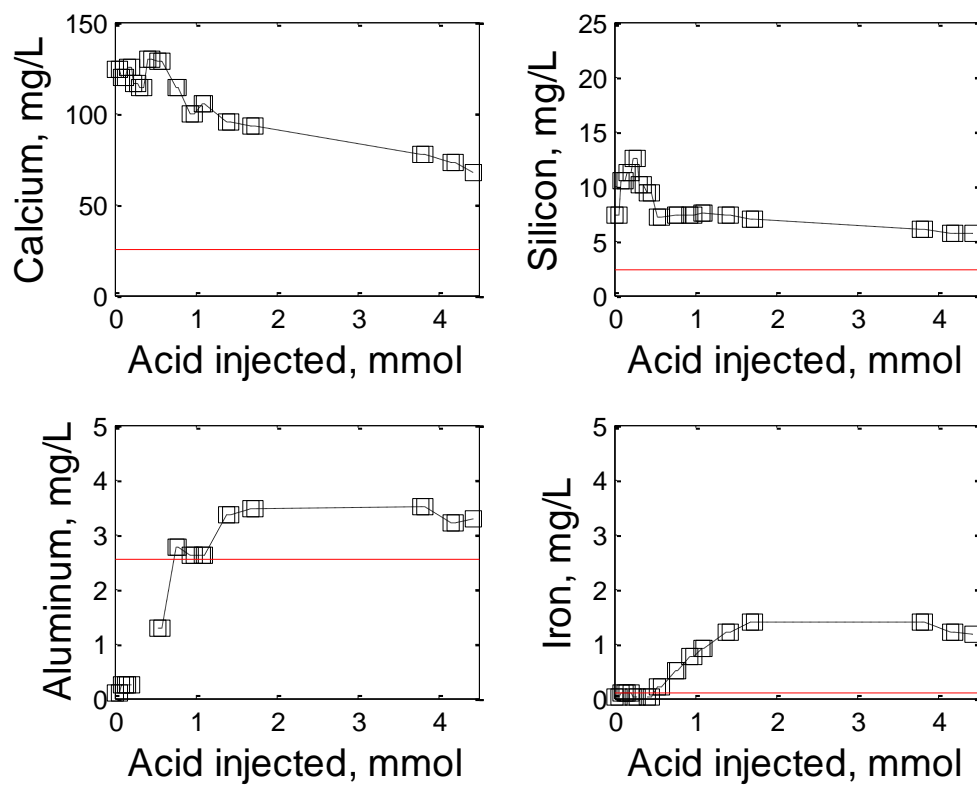 Calcium, mg/L
150
100
50
0
0 1 2 3 4
Acid injected, mmol
Silicon, mg/L
25
20
15
10
5
0
0 1 2 3 4
Acid injected, mmol
Aluminum, mg/L
5
4
3
2
1
0
0 1 2 3 4
Acid injected, mmol
Iron, mg/L
5
4
3
2
1
0
0 1 2 3 4
Acid injected, mmol